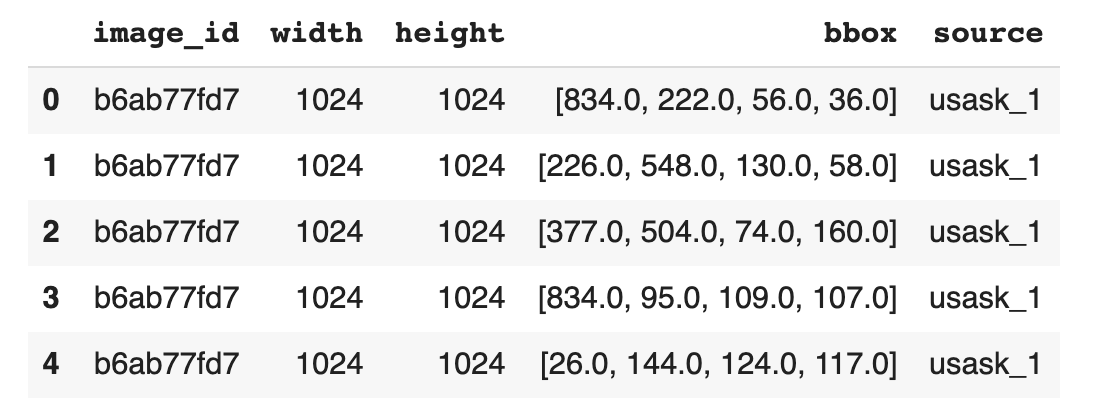 image_id width height bbox source
0 b6ab77fd7 1024 1024 [834.0, 222.0, 56.0, 36.0] usask_1
1 b6ab77fd7 1024 1024 [226.0, 548.0, 130.0, 58.0] usask_1
2 b6ab77fd7 1024 1024 [377.0, 504.0, 74.0, 160.0] usask_1
3 b6ab77fd7 1024 1024 [834.0, 95.0, 109.0, 107.0] usask_1
4 b6ab77fd7 1024 1024 [26.0, 144.0, 124.0, 117.0] usask_1